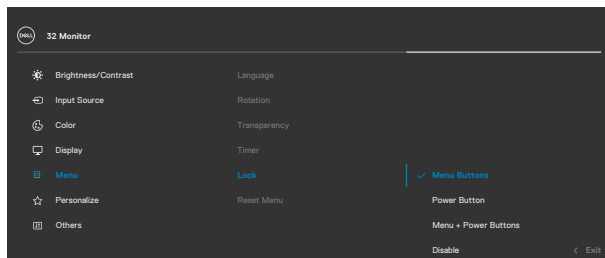 DELL 32 Monitor
Brightness/Contrast Language
Input Source Rotation
Color Transparency
Display Timer
Menu Lock Menu Buttons
Personalize Reset Menu Power Button
Others Menu + Power Buttons
Disable Exit